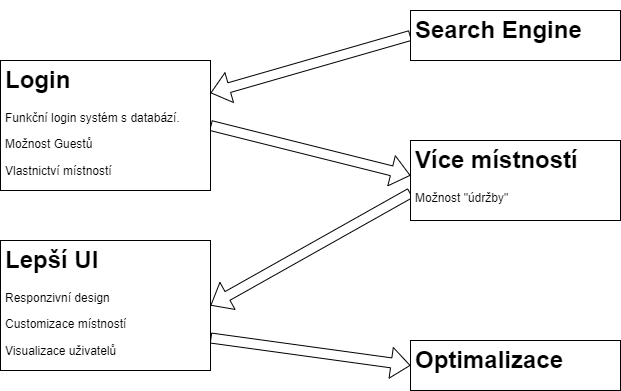 Search Engine
Login
Funkční login systém s databází.
Možnost Guestů
Vlastnictví místností
Více místností
Možnost "údržby"
Lepší UI
Responzivní design
Customizace místností
Visualizace uživatelů
Optimalizace